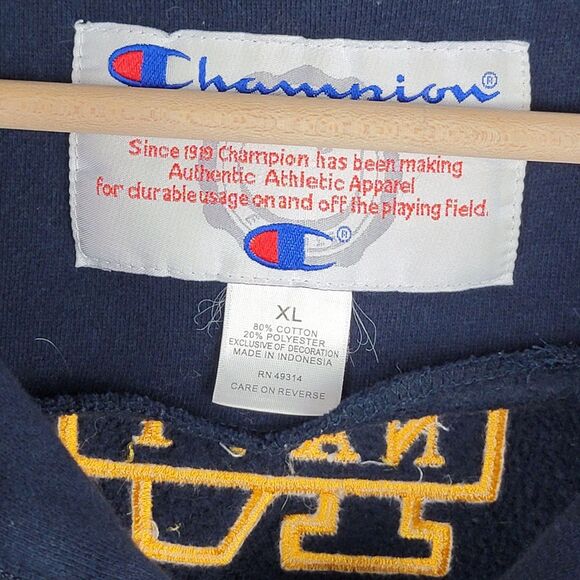 Champion®
Since 1919 Champion has been making
Authentic Athletic Apparel
for durable usage on and off the playing field.
®
XL
80% COTTON
20% POLYESTER
EXCLUSIVE OF DECORATION
MADE IN INDONESIA
RN 49314
CARE ON REVERSE